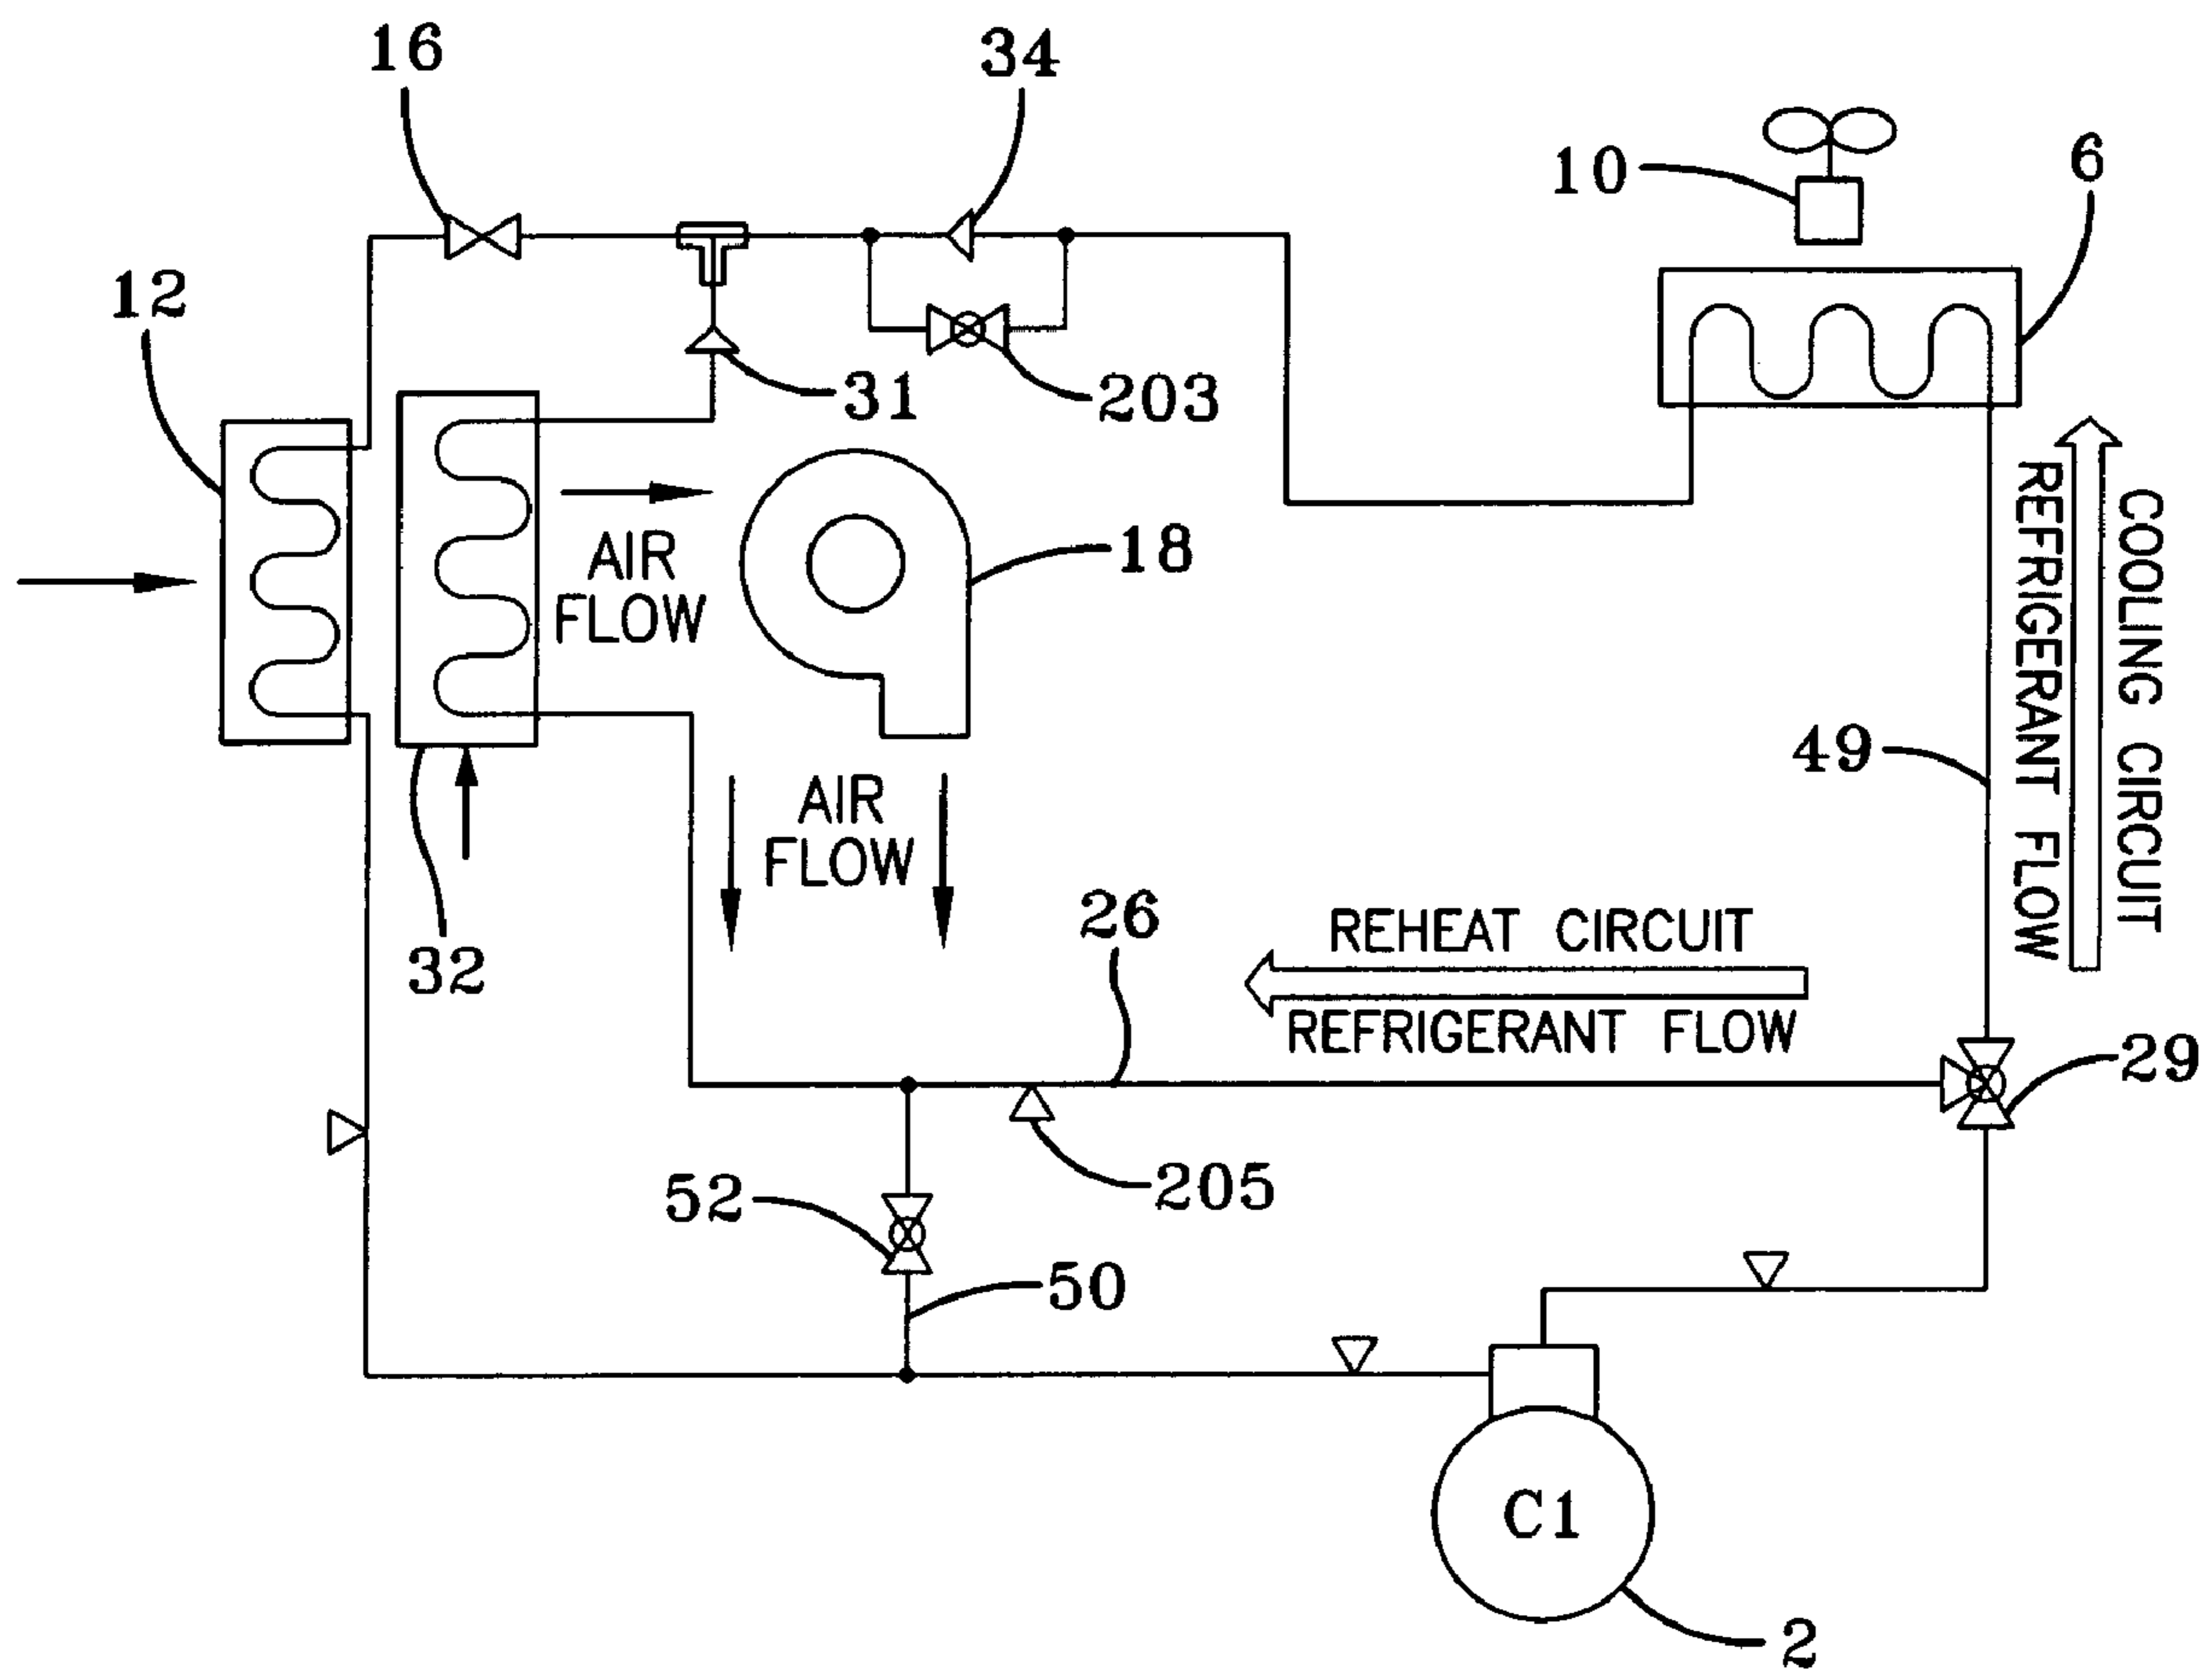 16
34
10
6
12
31
203
18
AIR
FLOW
COOLING CIRCUIT
REFRIGERANT FLOW
49
AIR
FLOW
26
32
REHEAT CIRCUIT
REFRIGERANT FLOW
29
52
205
50
C1
2